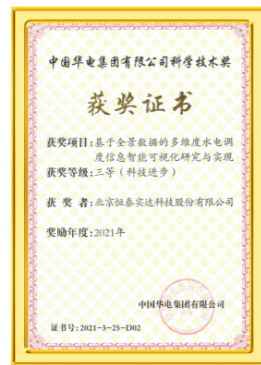 中国华电集团有限公司科学技术奖
获奖证书
获奖项目:基于全景数据的多维度水电调
度信息智能可视化研究与实现
获奖等级:三等(科技进步)
获 奖 者:北京恒泰实达科技股份有限公司
奖励年度:2021年
中国华电集团有限公司
证书号:2021-3-25-D02